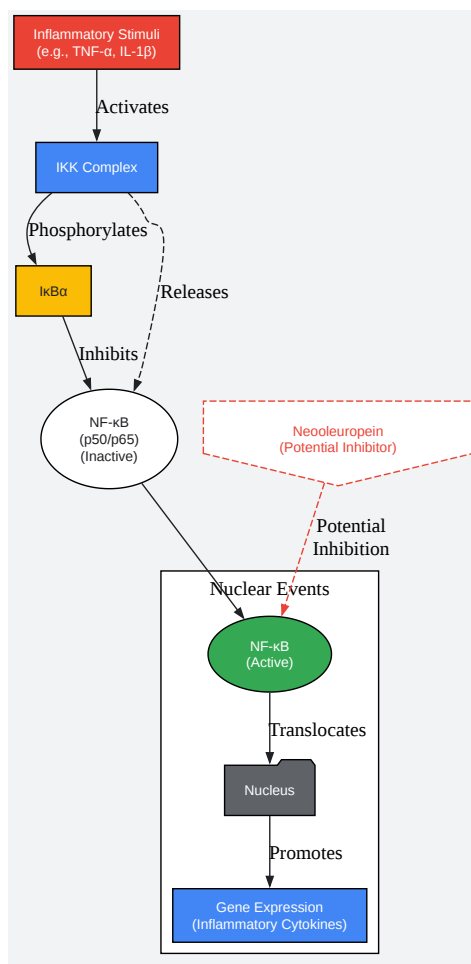 Inflammatory Stimuli
(e.g., TNF-α, IL-1β)
Activates
IKK Complex
Phosphorylates
IκBα
Releases
Inhibits
NF-κB
(p50/p65)
(Inactive)
Neooleuropein
(Potential Inhibitor)
Potential
Inhibition
Nuclear Events
NF-κB
(Active)
Translocates
Nucleus
Promotes
Gene Expression
(Inflammatory Cytokines)